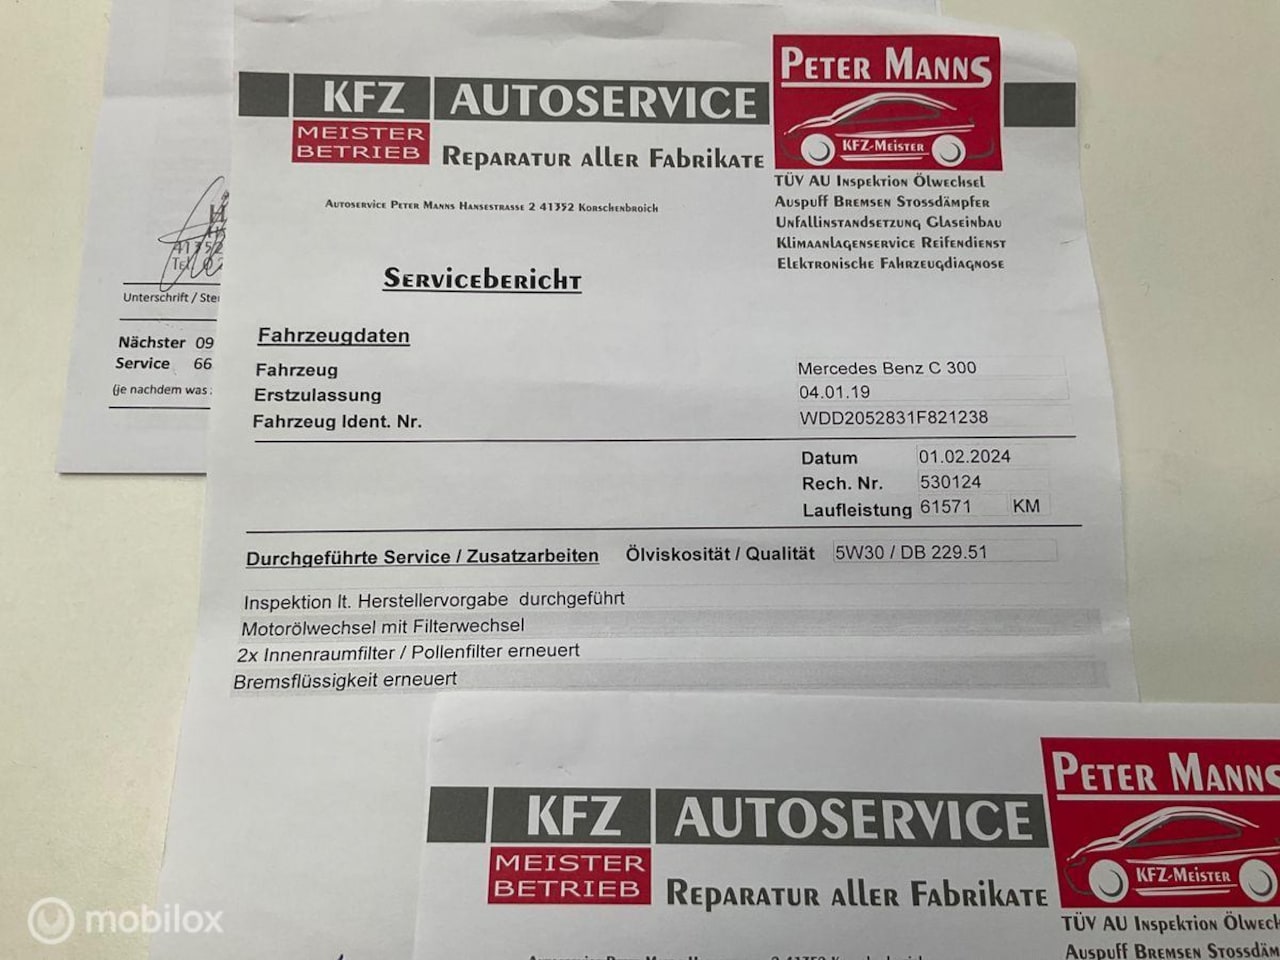 KFZ AUTOSERVICE
MEISTER
BETRIEB
Reparatur aller Fabrikate
Peter Manns
KFZ-Meister
TÜV AU Inspektion Ölwechsel
Auspuff Bremsen Stossdämpfer
Unfallinstandsetzung Glaseinbau
Klimaanlagenservice Reifendienst
Elektronische Fahrzeugdiagnose
Autoservice Peter Manns Hansestrasse 2 41352 Korschenbroich
Servicebericht
Fahrzeugdaten
Fahrzeug Mercedes Benz C 300
Erstzulassung 04.01.19
Fahrzeug Ident. Nr. WDD2052831F821238
Datum 01.02.2024
Rech. Nr. 530124
Laufleistung 61571 KM
Durchgeführte Service / Zusatzarbeiten Ölviskosität / Qualität 5W30 / DB 229.51
Inspektion lt. Herstellervorgabe durchgeführt
Motorölwechsel mit Filterwechsel
2x Innenraumfilter / Pollenfilter erneuert
Bremsflüssigkeit erneuert
41352
Tel. 0
Unterschrift / Ste
Nächster 09
Service 66
(je nachdem was
KFZ AUTOSERVICE
MEISTER
BETRIEB
Reparatur aller Fabrikate
Peter Manns
KFZ-Meister
TÜV AU Inspektion Ölwech
Auspuff Bremsen Stossdäm
mobilox